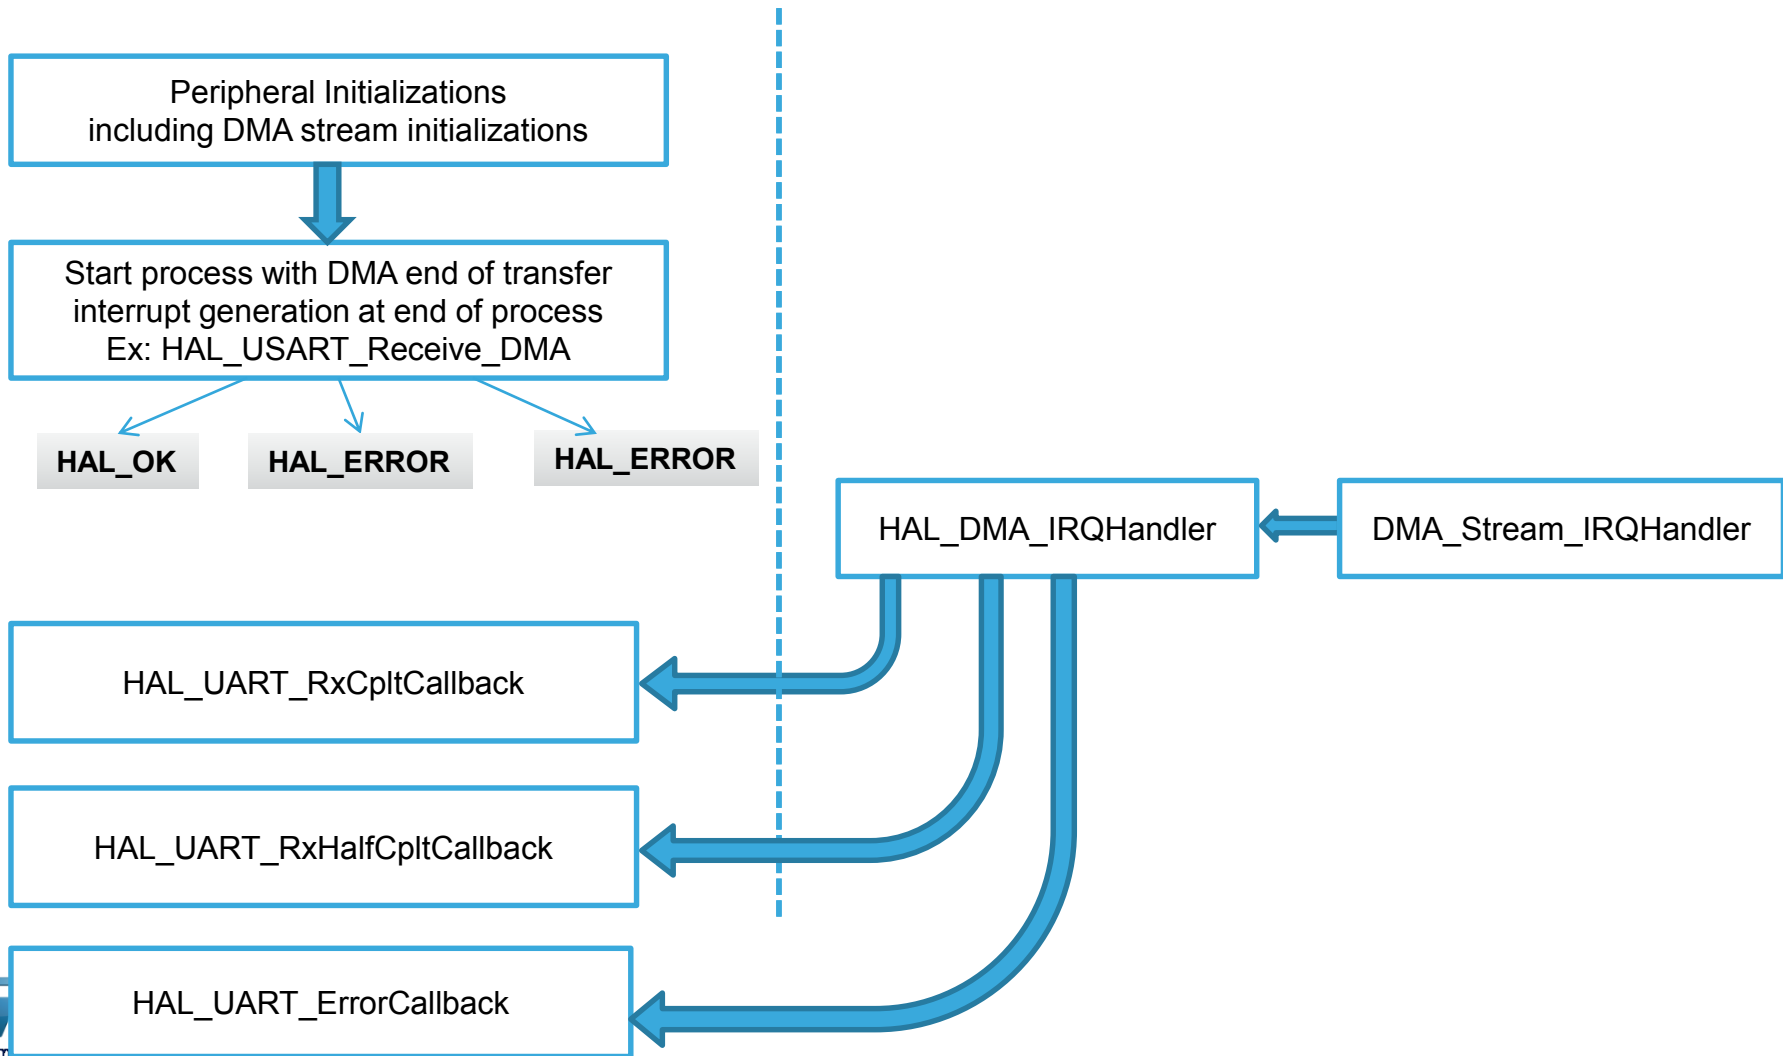 Peripheral Initializations
including DMA stream initializations
Start process with DMA end of transfer
interrupt generation at end of process
Ex: HAL_USART_Receive_DMA
HAL_OK
HAL_ERROR
HAL_ERROR
HAL_DMA_IRQHandler
DMA_Stream_IRQHandler
HAL_UART_RxCpltCallback
HAL_UART_RxHalfCpltCallback
HAL_UART_ErrorCallback